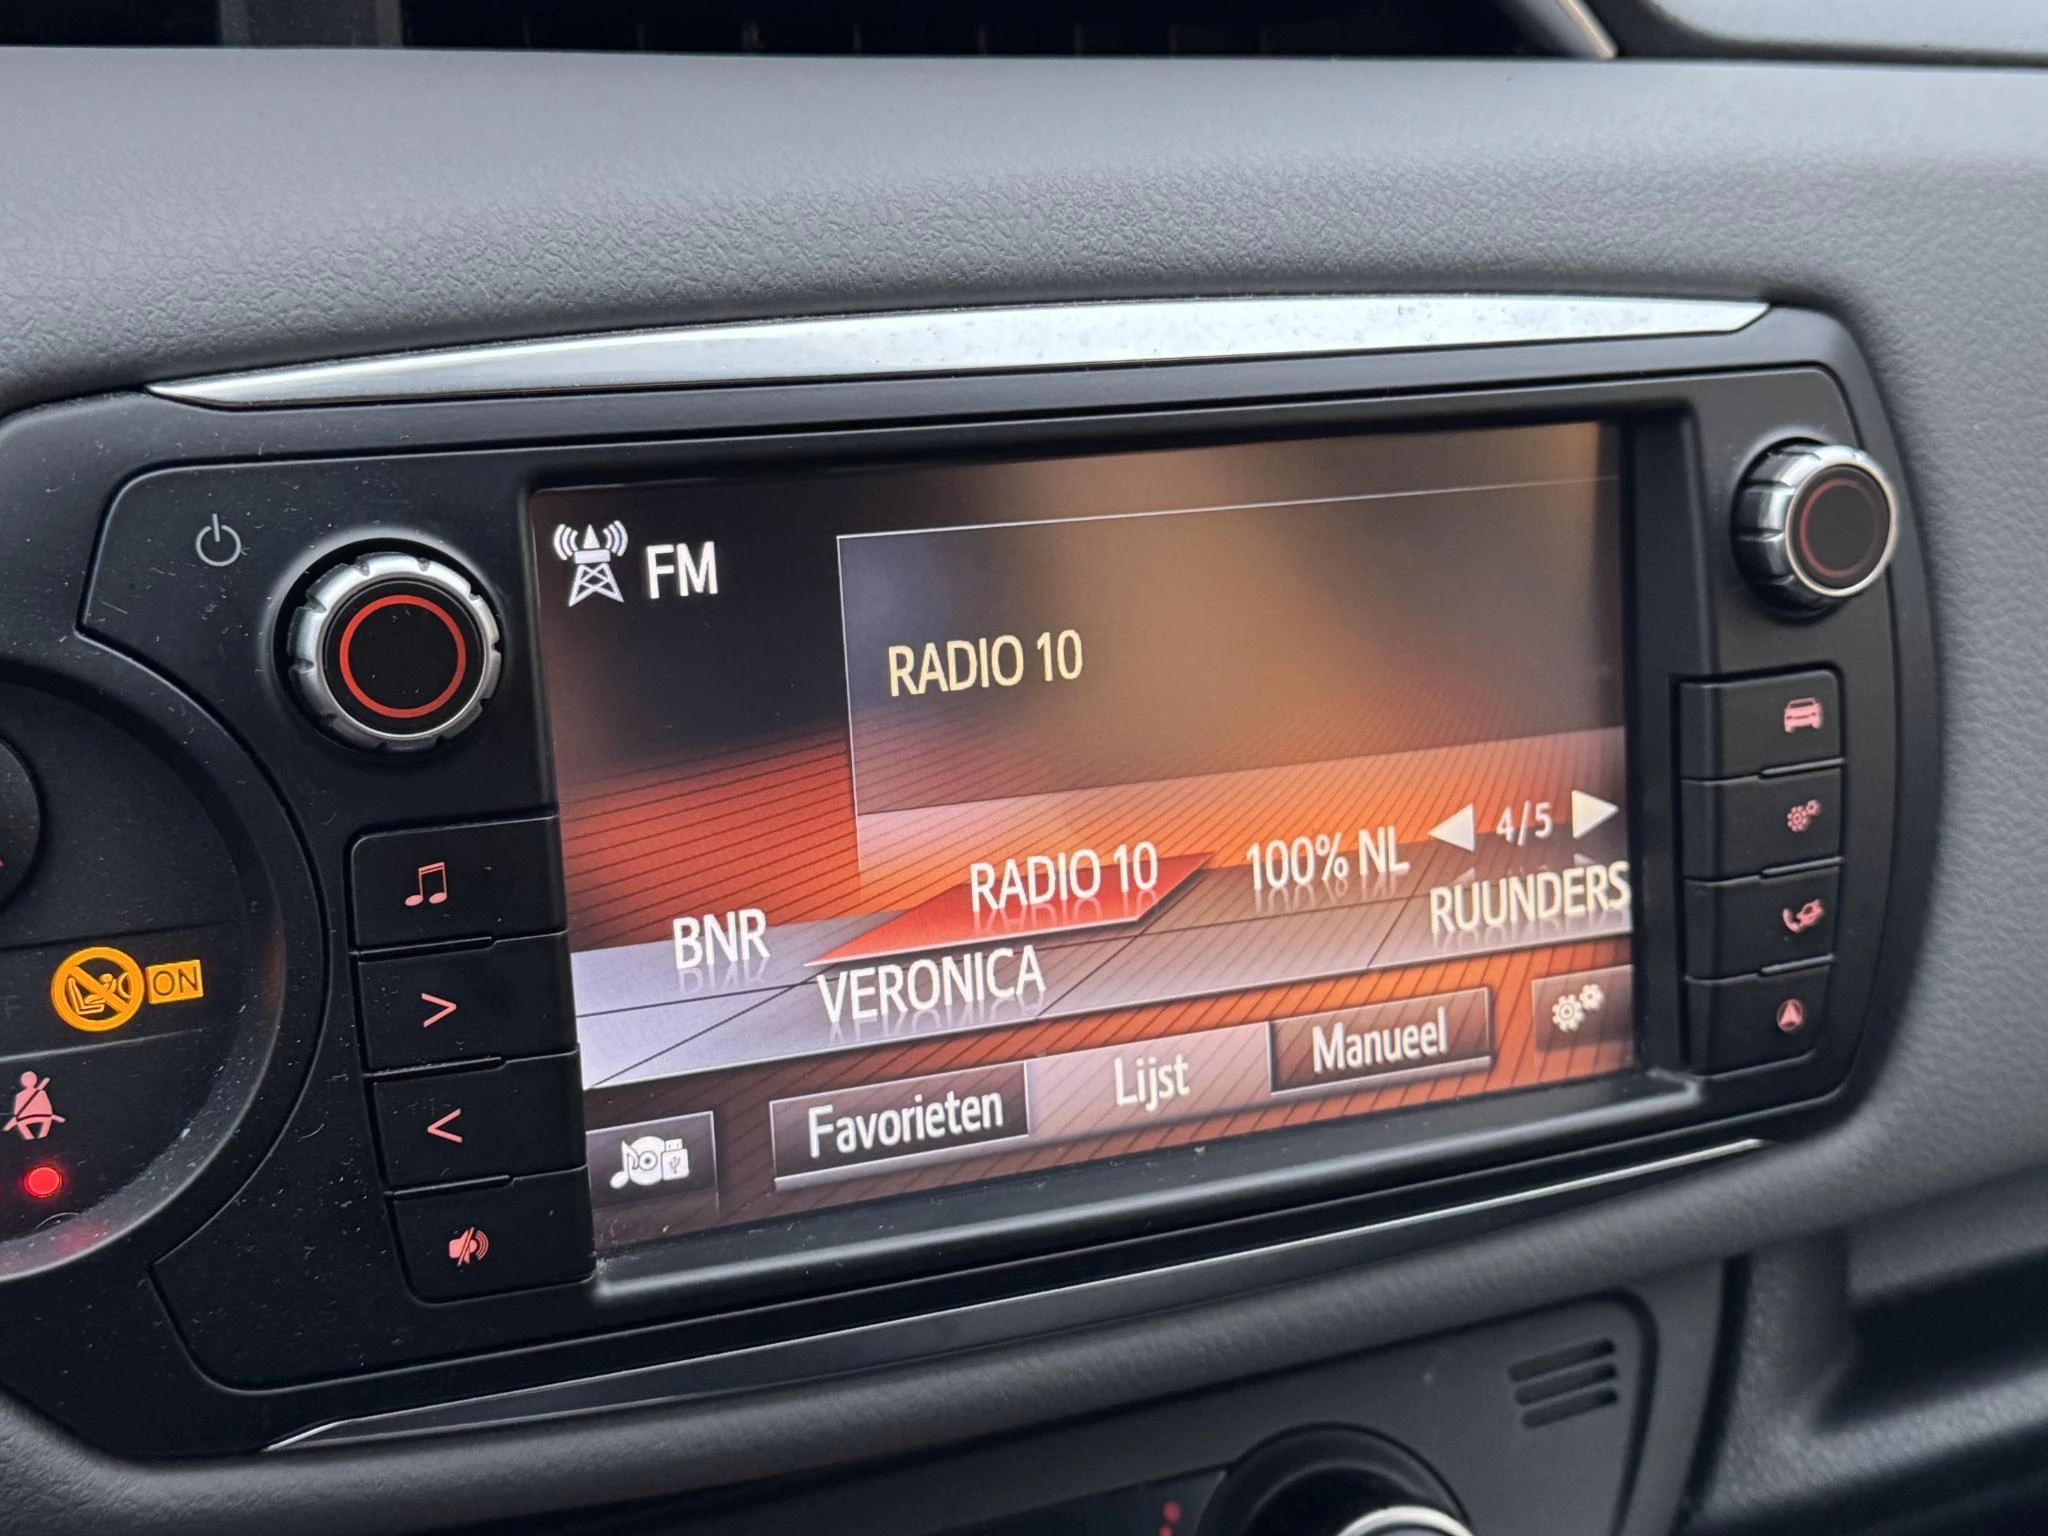 FM
RADIO 10
4/5
BNR
RADIO 10
100% NL
VERONICA
RUUNDERS
Favorieten
Lijst
Manueel
ON